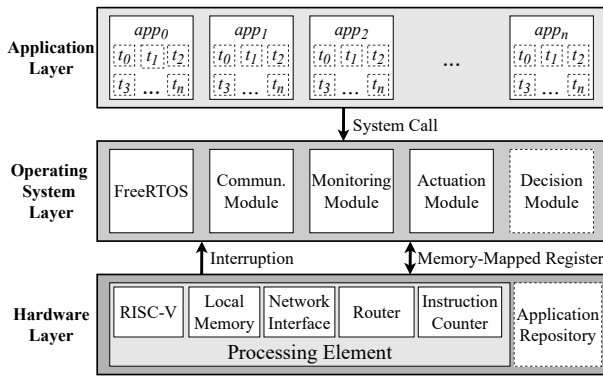 Application Layer
app0 app1 app2 ... appn
t0 t1 t2 t0 t1 t2 t0 t1 t2 t0 t1 t2
t3 ... tn t3 ... tn t3 ... tn t3 ... tn
System Call
Operating System Layer
FreeRTOS
Commun. Module
Monitoring Module
Actuation Module
Decision Module
Interruption
Memory-Mapped Register
Hardware Layer
RISC-V
Local Memory
Network Interface
Router
Instruction Counter
Processing Element
Application Repository